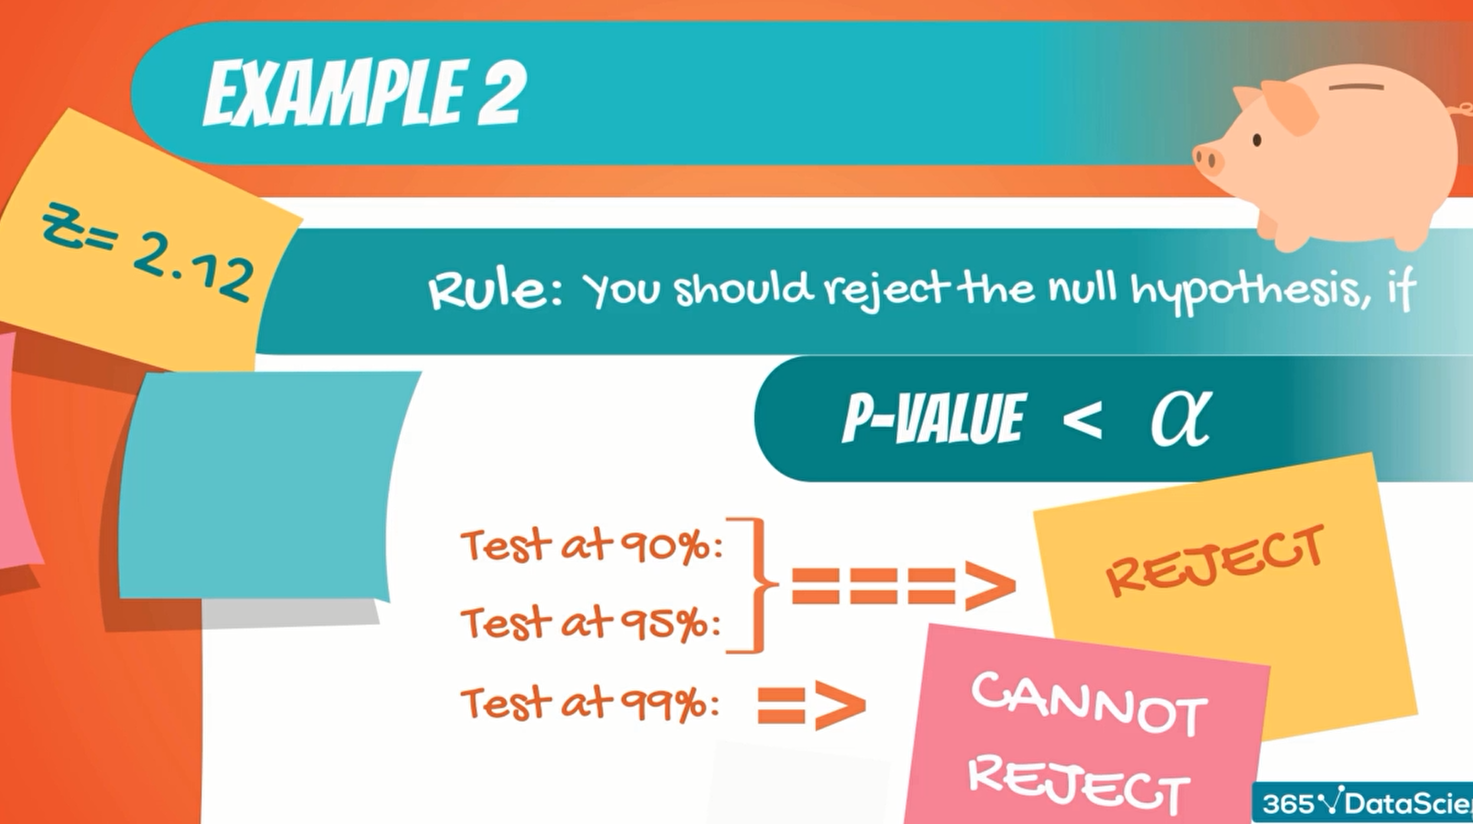 EXAMPLE 2
Z= 2.12
Rule: You should reject the null hypothesis, if
P-VALUE < α
Test at 90%:
Test at 95%:
===>
REJECT
Test at 99%: =>
CANNOT
REJECT
365 DataScie